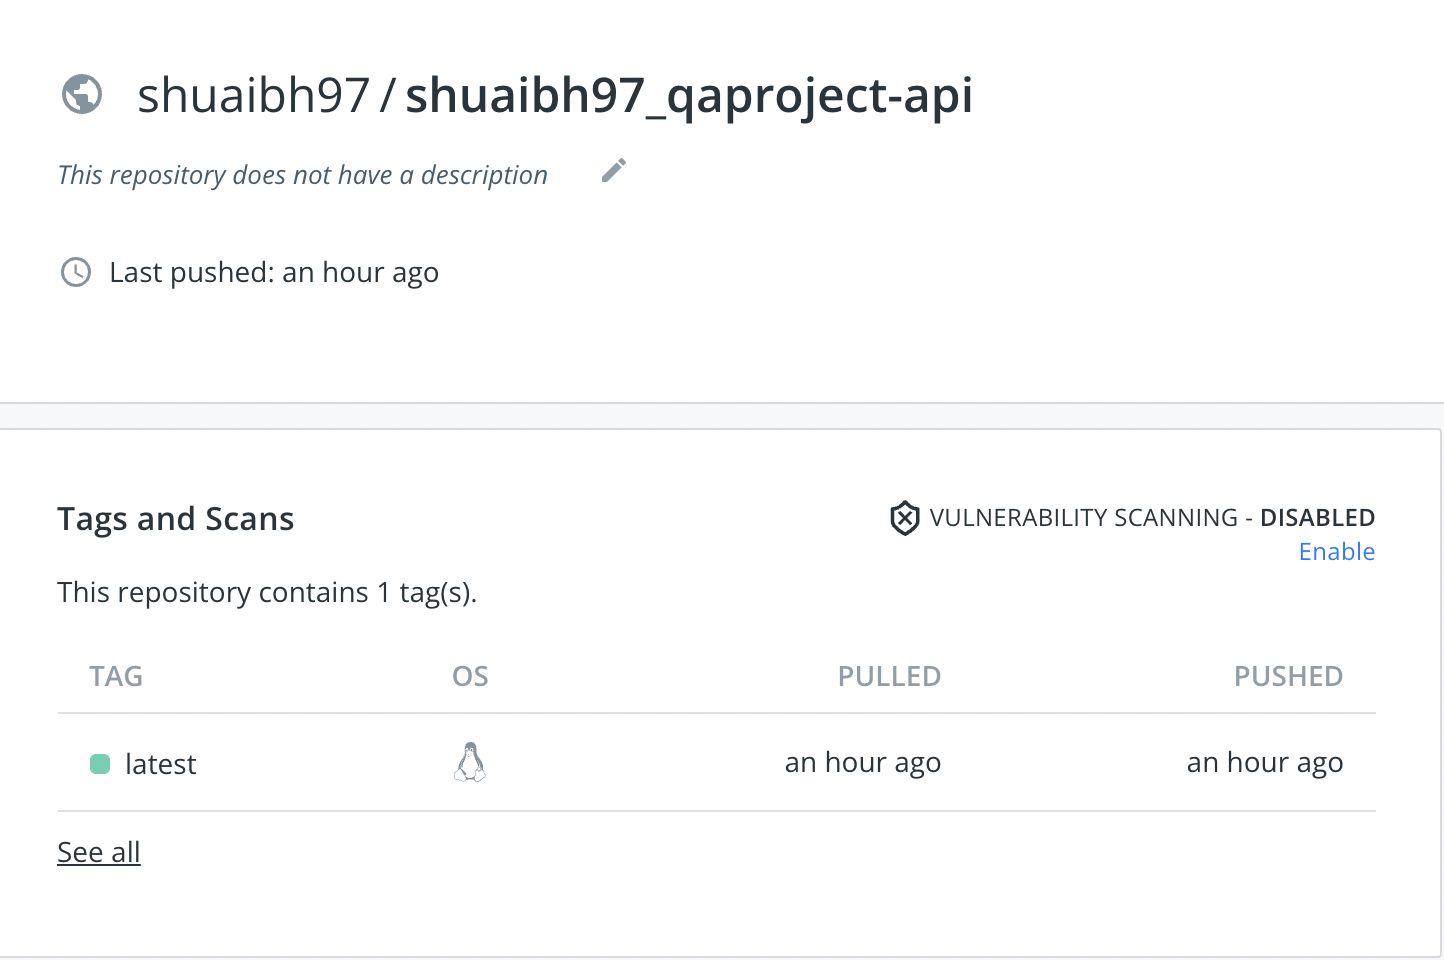 shuaibh97 / shuaibh97_qaproject-api
This repository does not have a description
Last pushed: an hour ago
Tags and Scans
VULNERABILITY SCANNING - DISABLED
Enable
This repository contains 1 tag(s).
TAG OS PULLED PUSHED
latest an hour ago an hour ago
See all